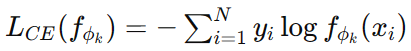 L_{CE}(f_{\phi_k}) = -\sum_{i=1}^{N} y_i \log f_{\phi_k}(x_i)